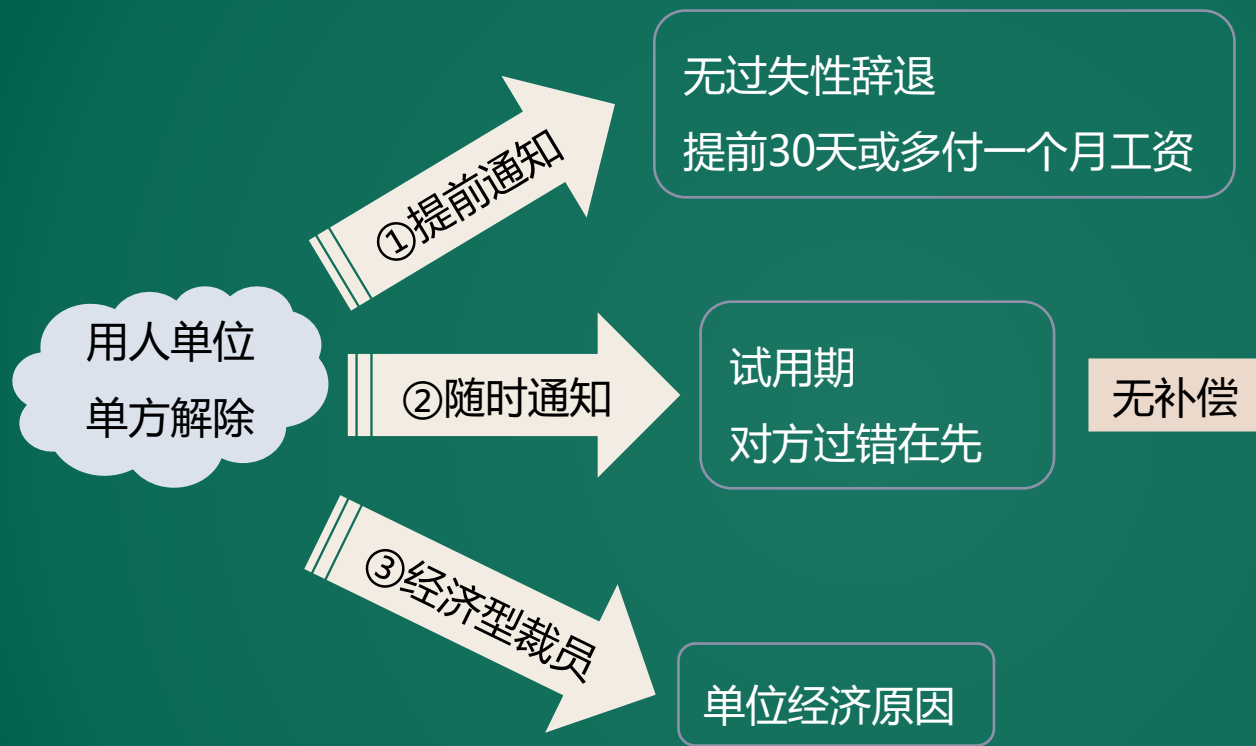 无过失性辞退
提前30天或多付一个月工资
①提前通知
用人单位
单方解除
②随时通知
试用期
对方过错在先
无补偿
③经济型裁员
单位经济原因